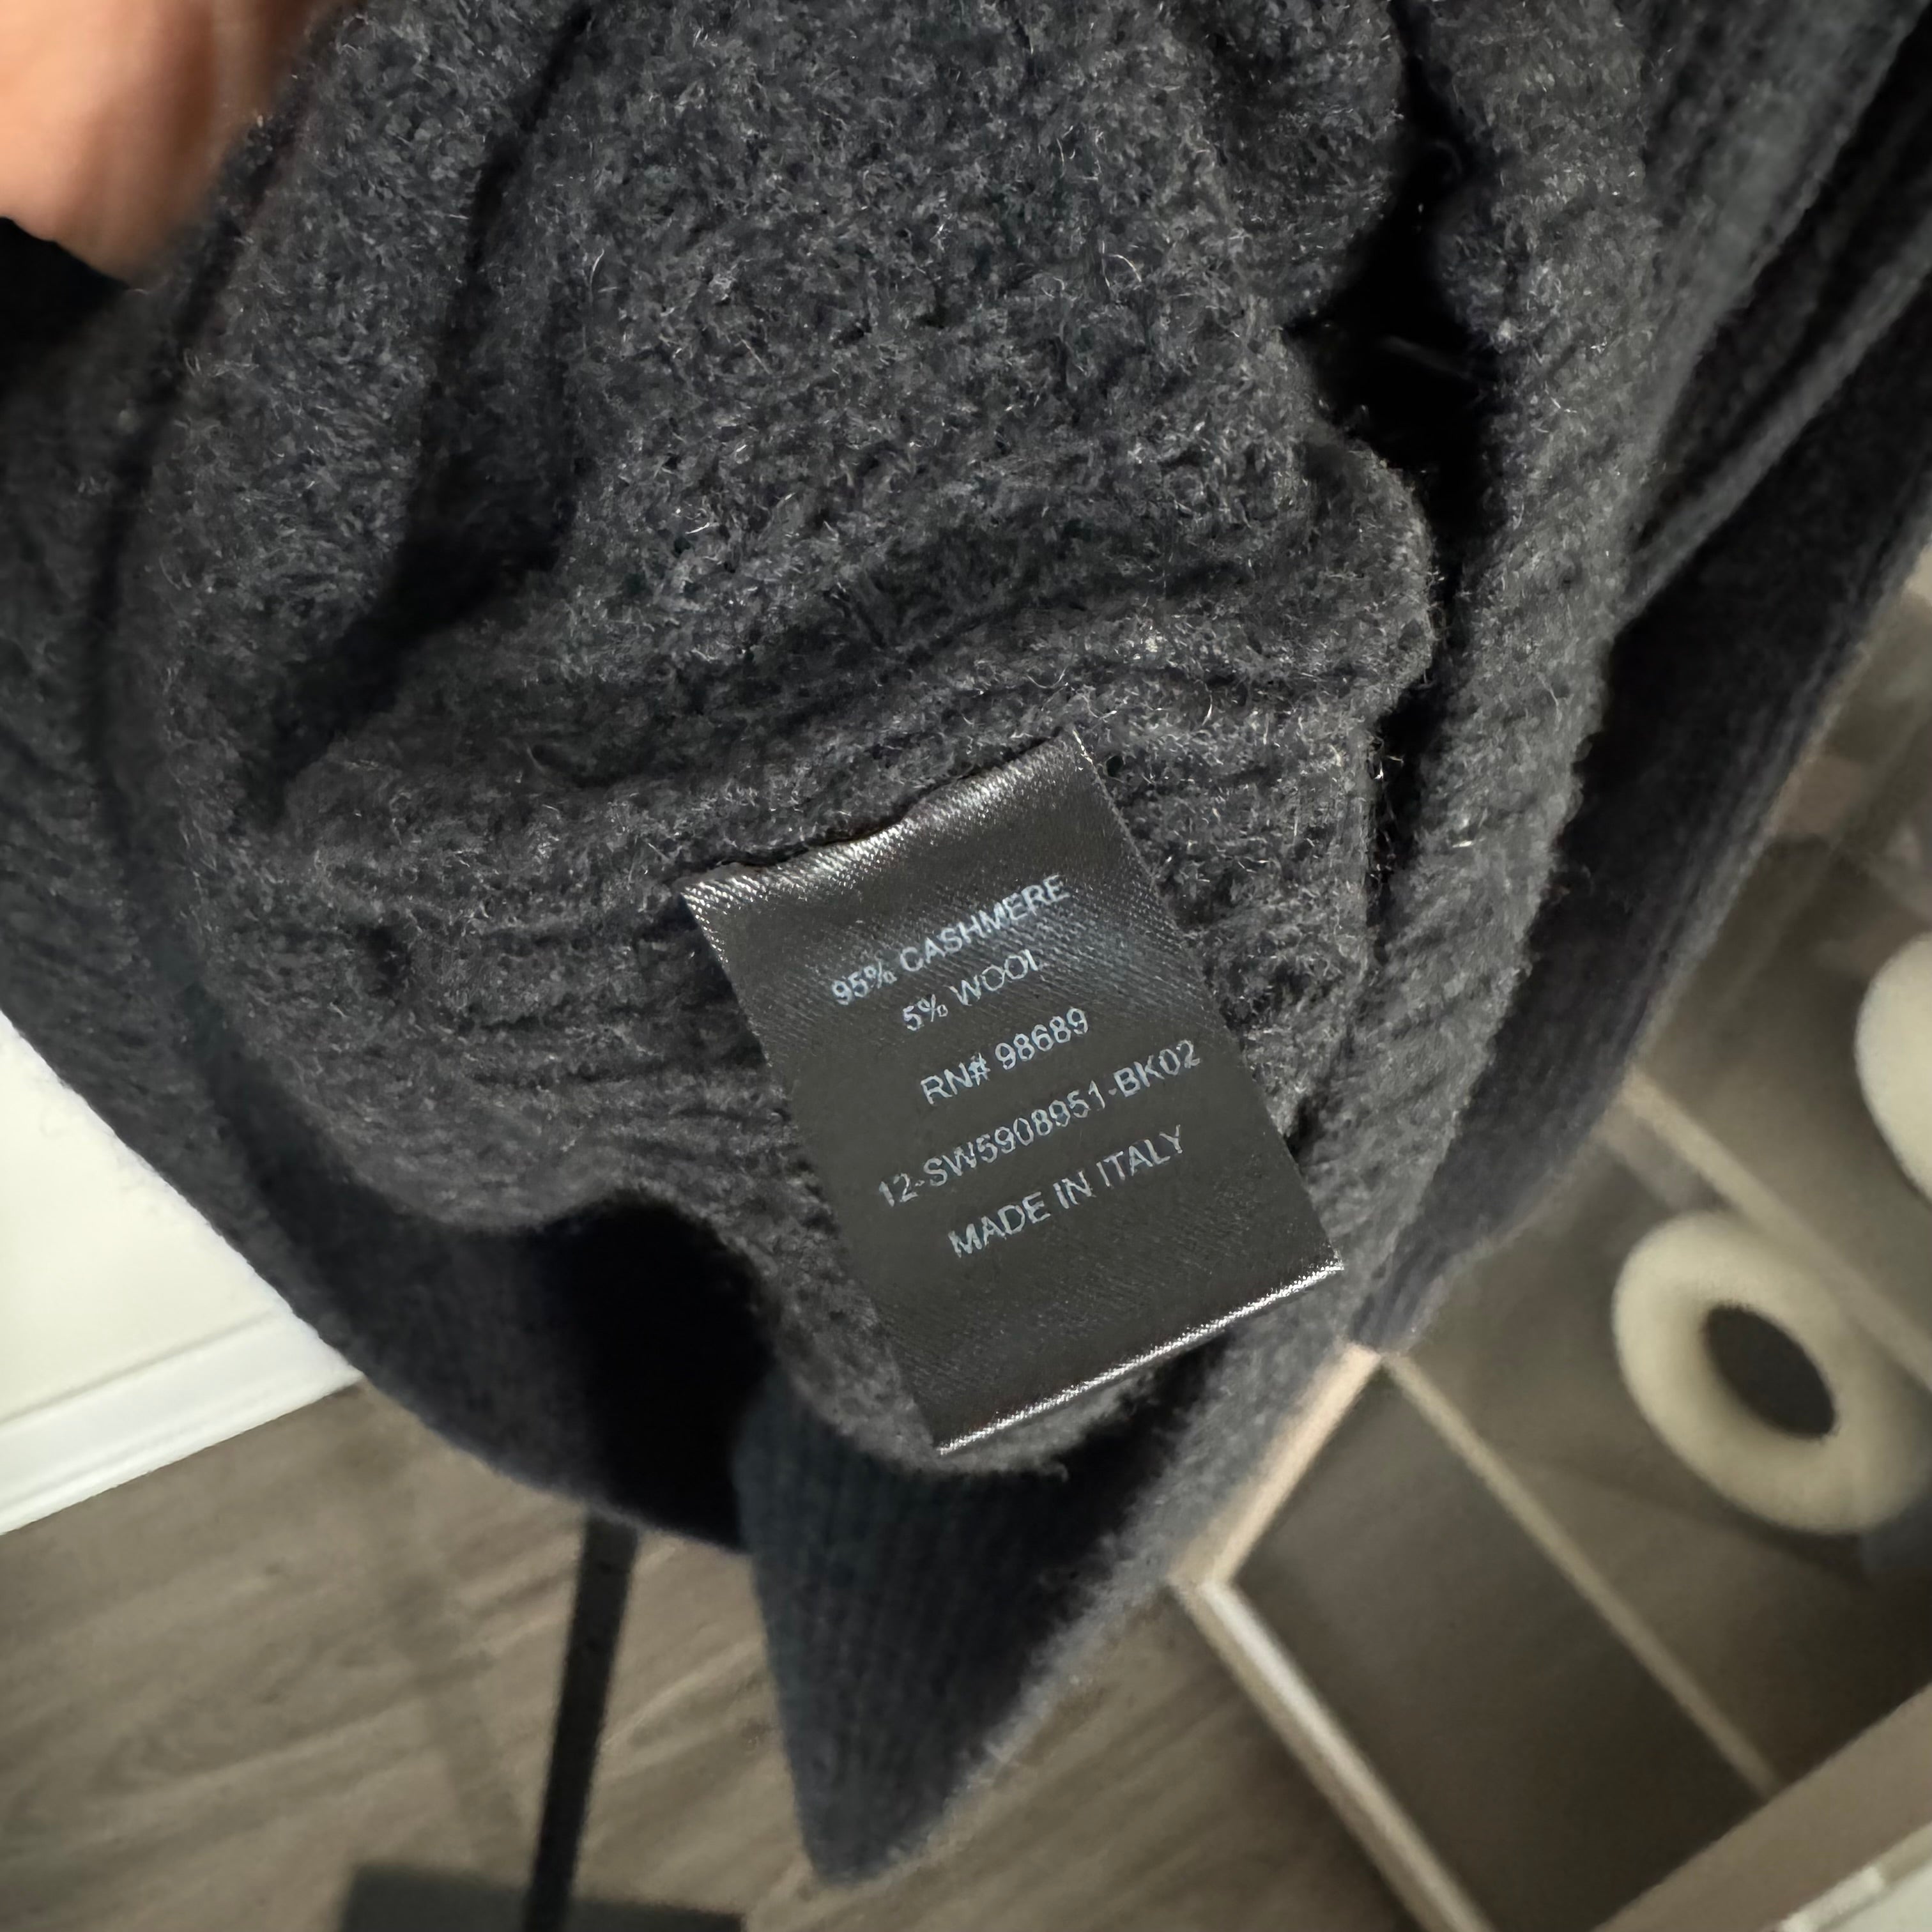 95% CASHMERE
5% WOOL
RN# 98689
12-SW5908951-BK02
MADE IN ITALY